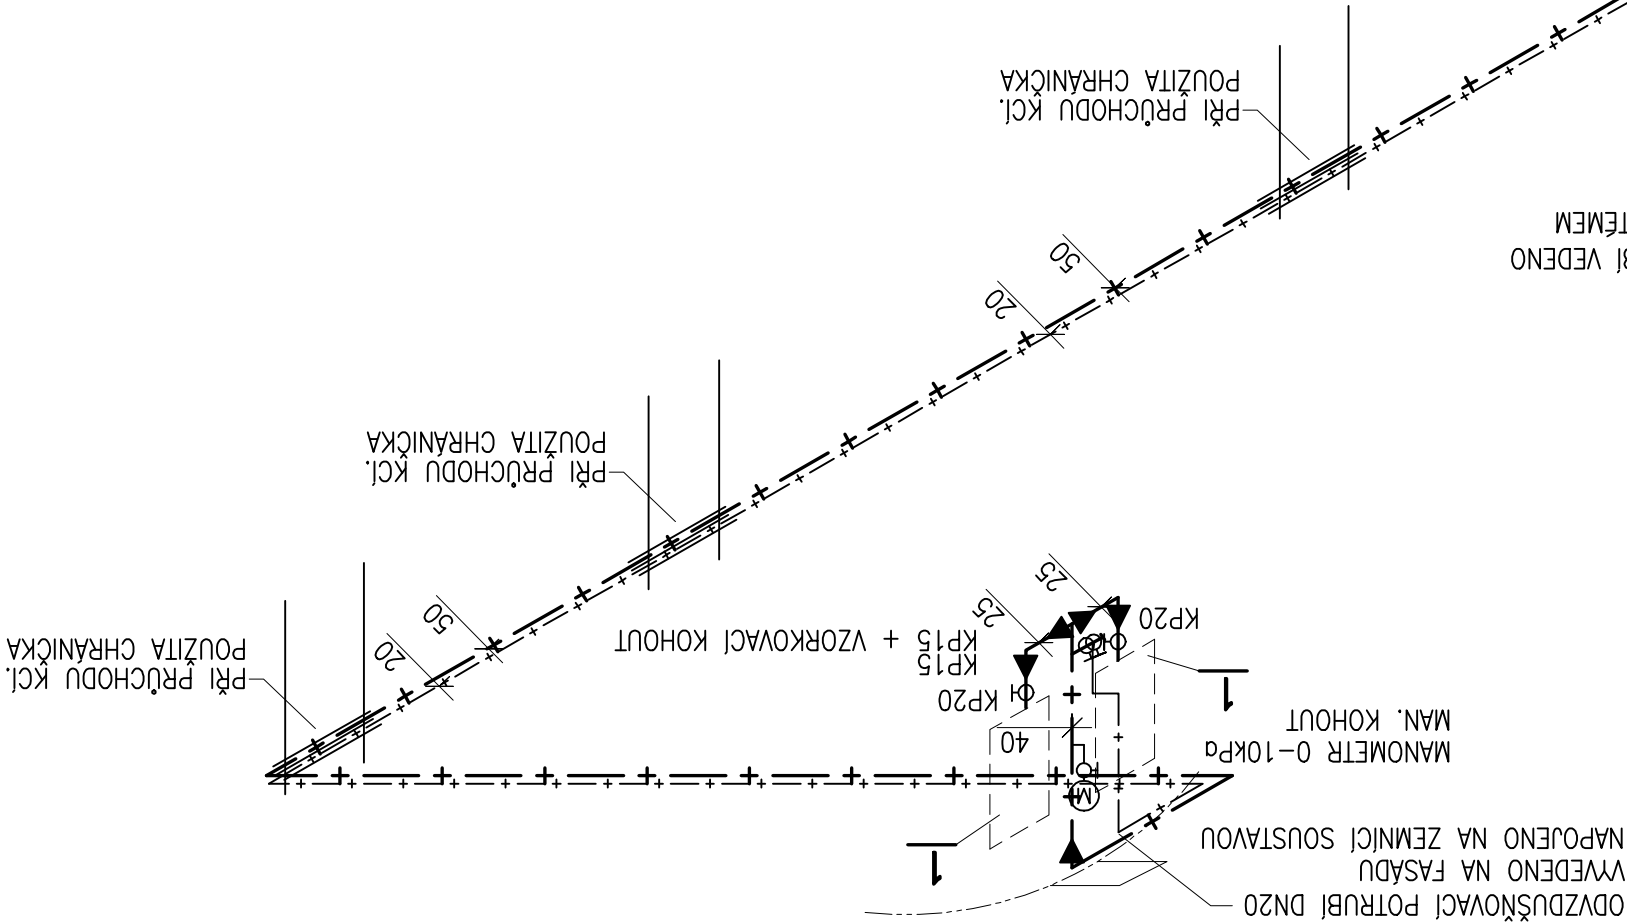 ODVZDUŠŇOVACÍ POTRUBÍ DN20
VYVEDENO NA FASÁDU
NAPOJENO NA ZEMNÍCÍ SOUSTAVOU
1
M
MANOMETR 0-10kPa
MAN. KOHOUT
40
1
KP20
KP20
KP15
KP15 + VZORKOVACÍ KOHOUT
25
25
PŘI PRŮCHODU KCÍ.
POUŽITA CHRÁNIČKA
20
50
PŘI PRŮCHODU KCÍ.
POUŽITA CHRÁNIČKA
20
50
VEDENO
PŘI PRŮCHODU KCÍ.
POUŽITA CHRÁNIČKA